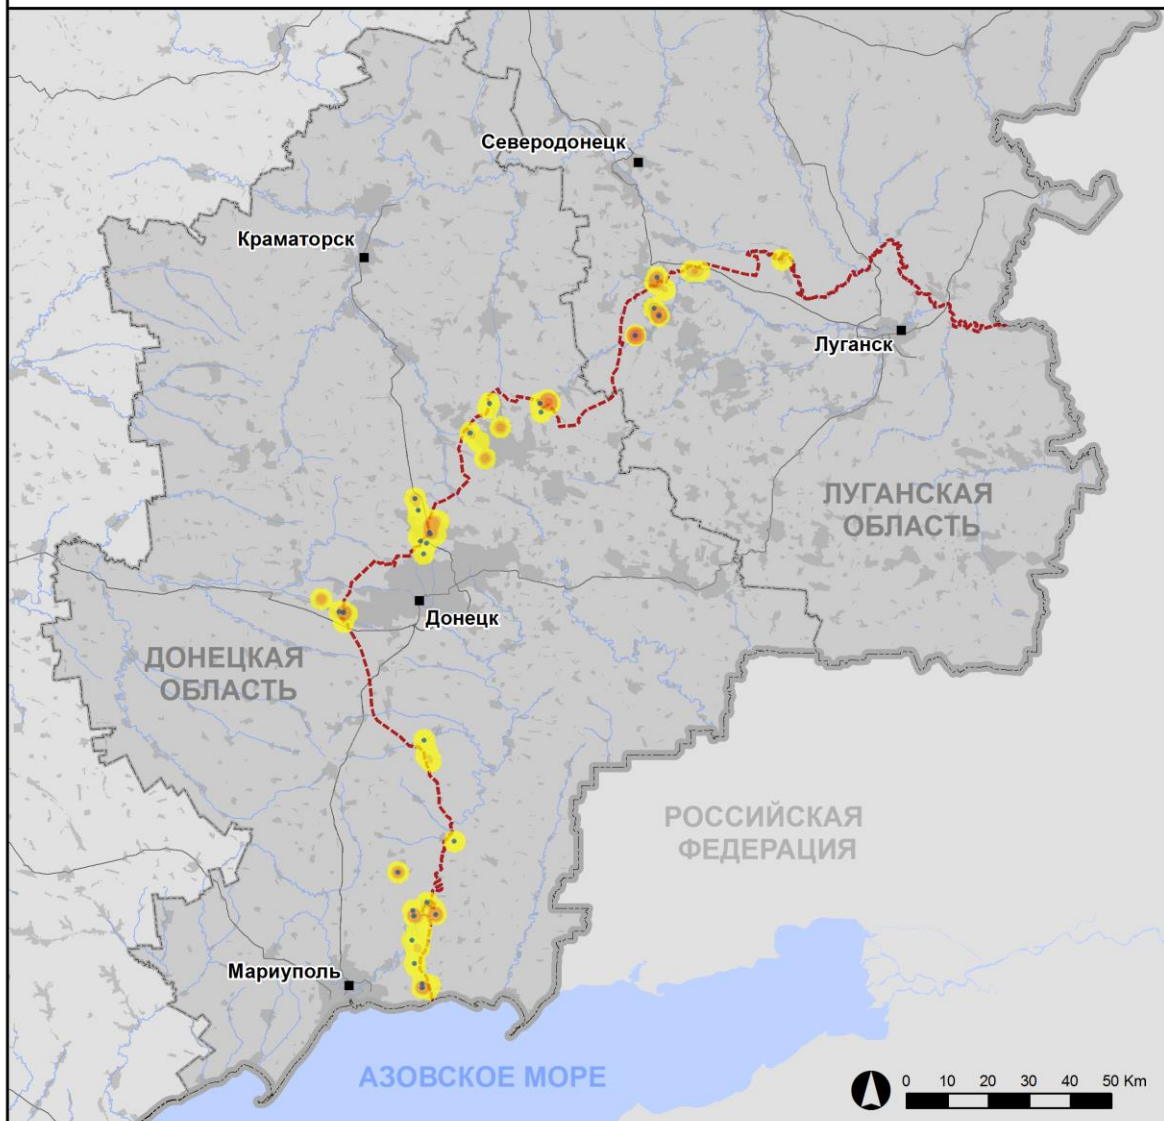 Северодонецк
Краматорск
Луганск
ЛУГАНСКАЯ
ОБЛАСТЬ
Донецк
ДОНЕЦКАЯ
ОБЛАСТЬ
РОССИЙСКАЯ
ФЕДЕРАЦИЯ
Мариуполь
АЗОВСКОЕ МОРЕ
0 10 20 30 40 50 Km